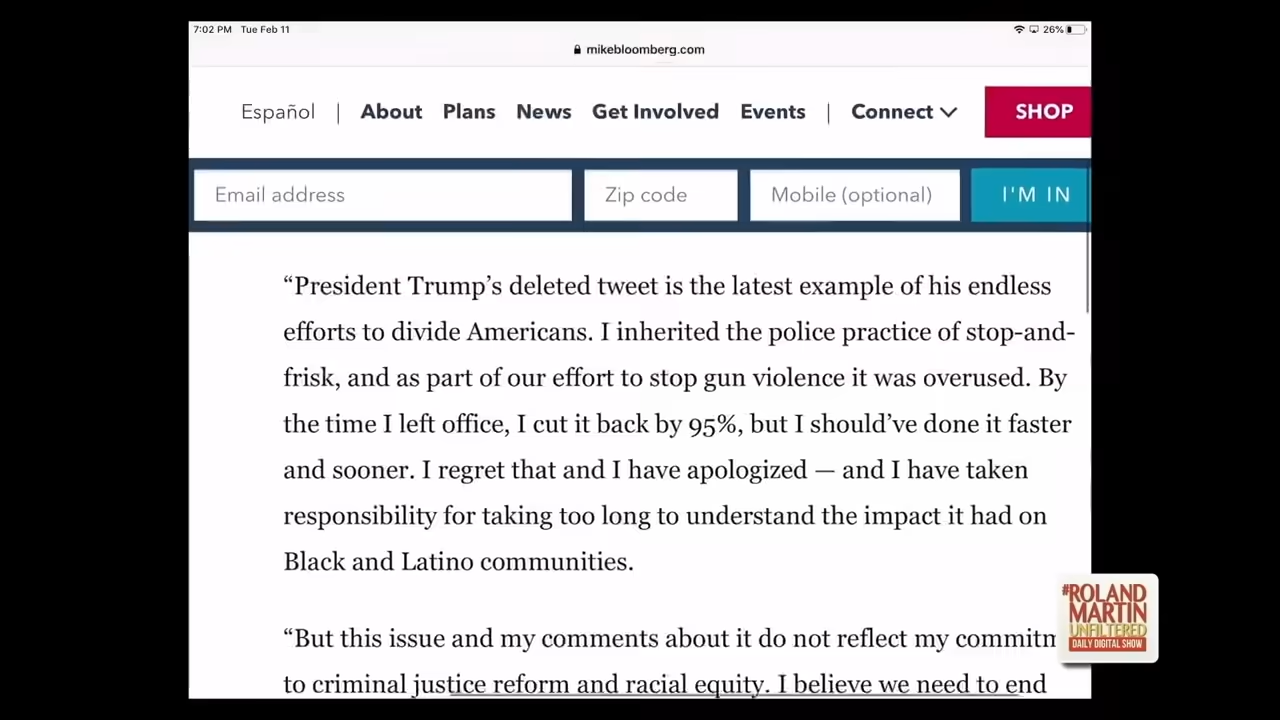 7:02 PM Tue Feb 11
26%
mikebloomberg.com
Español | About Plans News Get Involved Events | Connect SHOP
Email address Zip code Mobile (optional) I'M IN
“President Trump’s deleted tweet is the latest example of his endless
efforts to divide Americans. I inherited the police practice of stop-and-
frisk, and as part of our effort to stop gun violence it was overused. By
the time I left office, I cut it back by 95%, but I should’ve done it faster
and sooner. I regret that and I have apologized — and I have taken
responsibility for taking too long to understand the impact it had on
Black and Latino communities.
“But this issue and my comments about it do not reflect my commitm
to criminal justice reform and racial equity. I believe we need to end
#ROLAND
MARTIN
UNFILTERED
DAILY DIGITAL SHOW